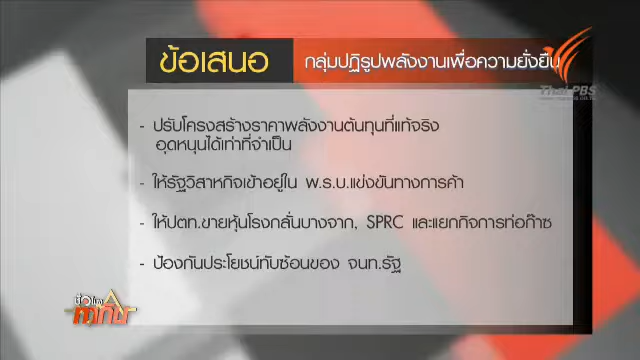 ข้อเสนอ กลุ่มปฏิรูปพลังงานเพื่อความยั่งยืน
Thai PBS
- ปรับโครงสร้างราคาพลังงานต้นทุนที่แท้จริง
อุดหนุนได้เท่าที่จำเป็น
- ให้รัฐวิสาหกิจเข้าอยู่ใน พ.ร.บ.แข่งขันทางการค้า
- ให้ปตท.ขายหุ้นโรงกลั่นบางจาก, SPRC และแยกกิจการท่อก๊าซ
- ป้องกันประโยชน์ทับซ้อนของ จนท.รัฐ